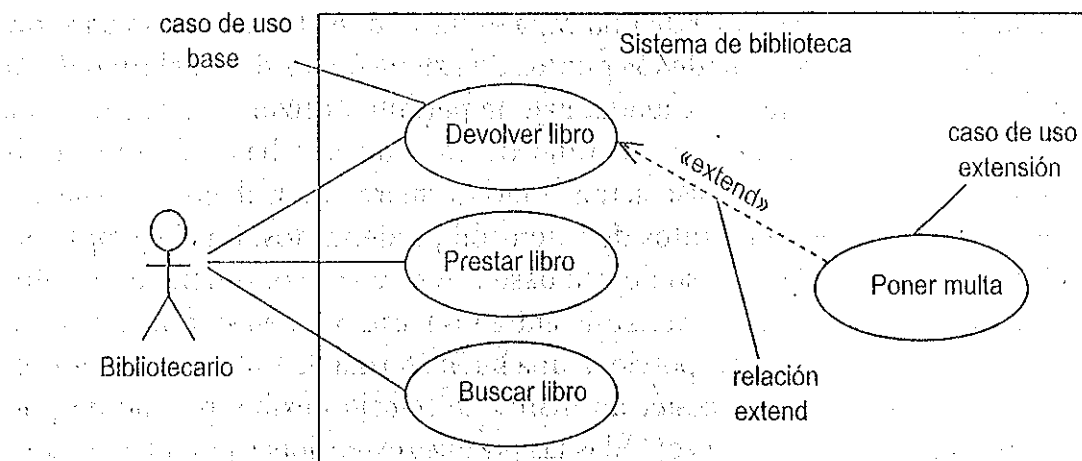 caso de uso
base
Sistema de biblioteca
Devolver libro
caso de uso
extensión
«extend»
Prestar libro
Poner multa
Bibliotecario
Buscar libro
relación
extend